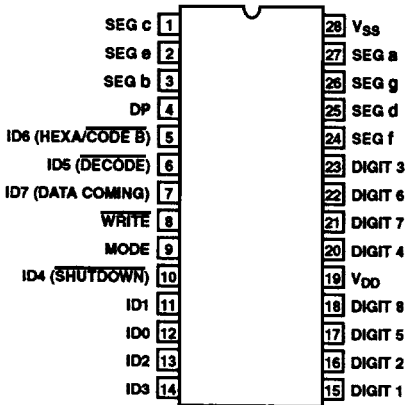 SEG c 1
SEG e 2
SEG b 3
DP 4
ID6 (HEXA/CODE B) 5
ID5 (DECODE) 6
ID7 (DATA COMING) 7
WRITE 8
MODE 9
ID4 (SHUTDOWN) 10
ID1 11
ID0 12
ID2 13
ID3 14
28 VSS
27 SEG a
26 SEG g
25 SEG d
24 SEG f
23 DIGIT 3
22 DIGIT 6
21 DIGIT 7
20 DIGIT 4
19 VDD
18 DIGIT 8
17 DIGIT 5
16 DIGIT 2
15 DIGIT 1